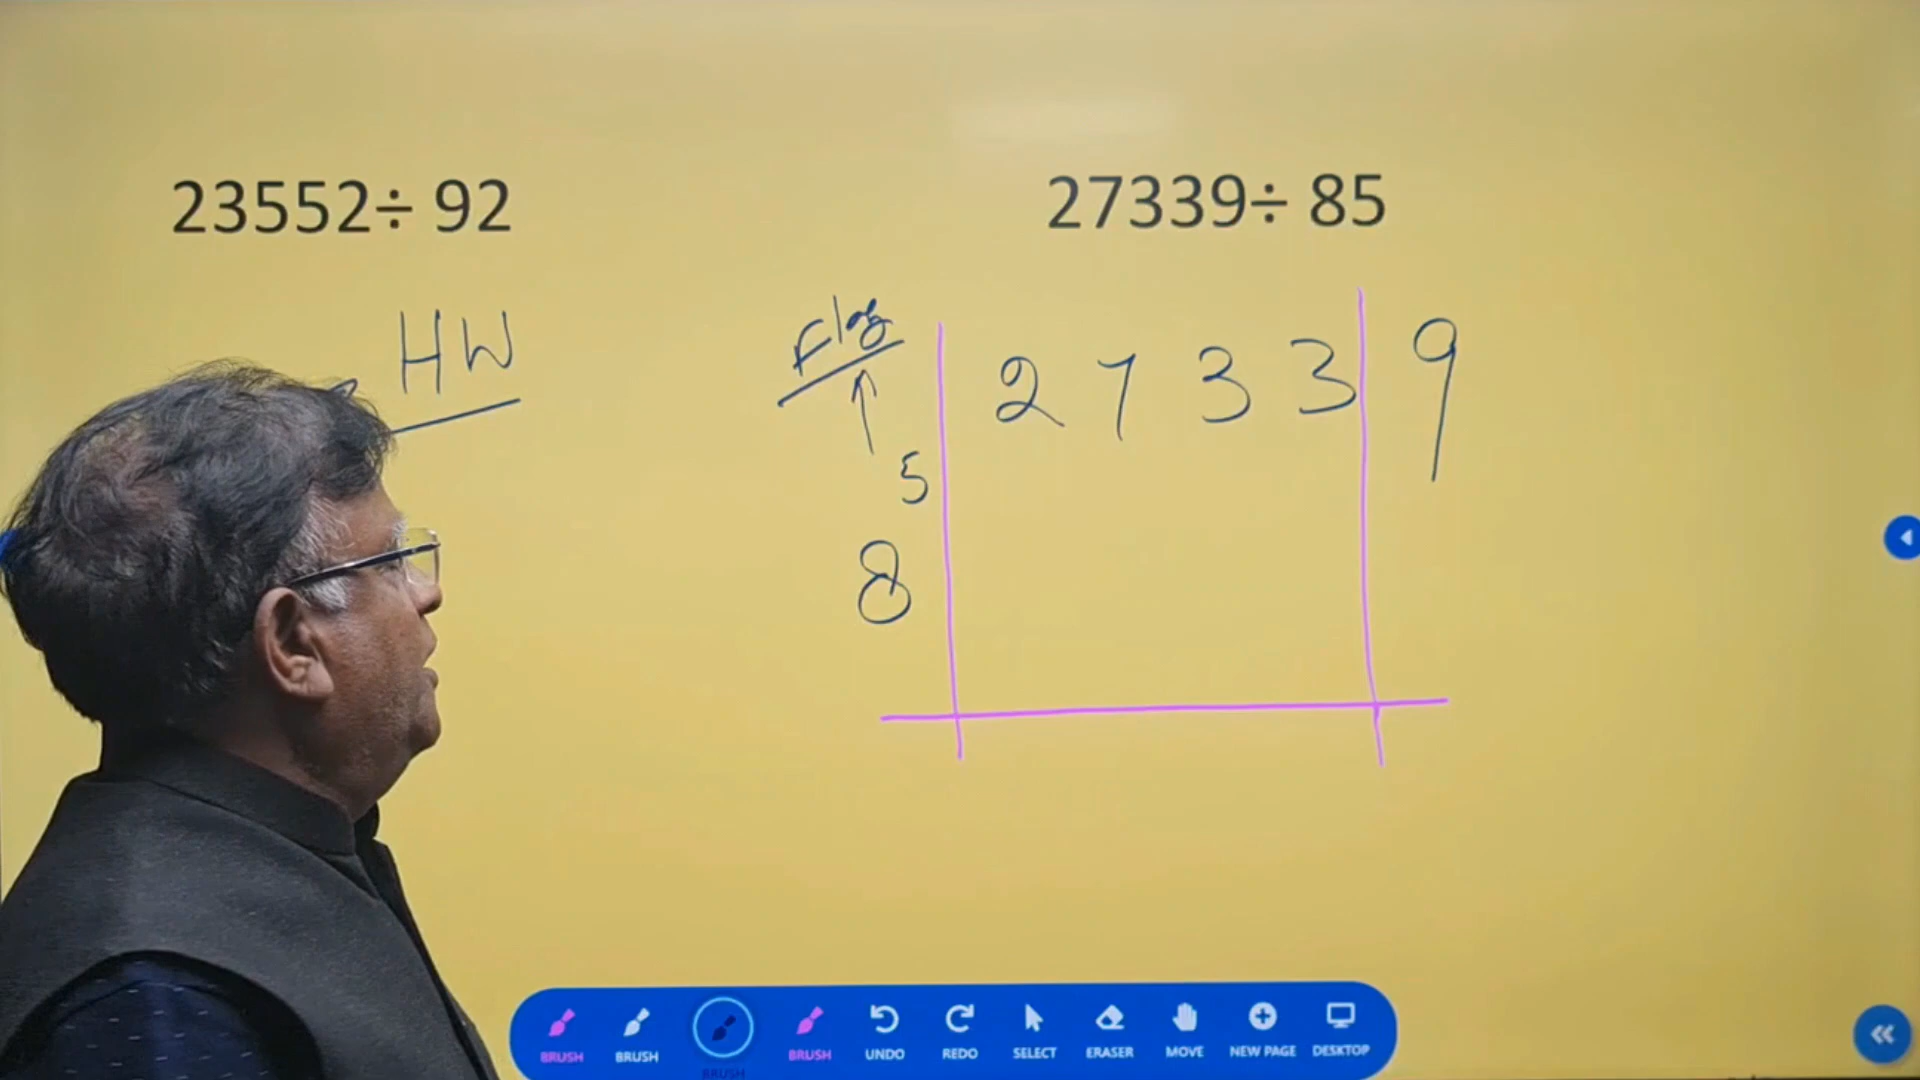 23552÷ 92
27339÷ 85
HW
Flag
2 7 3 3 9
5
8
BRUSH BRUSH BRUSH BRUSH UNDO REDO SELECT ERASER MOVE NEW PAGE DESKTOP